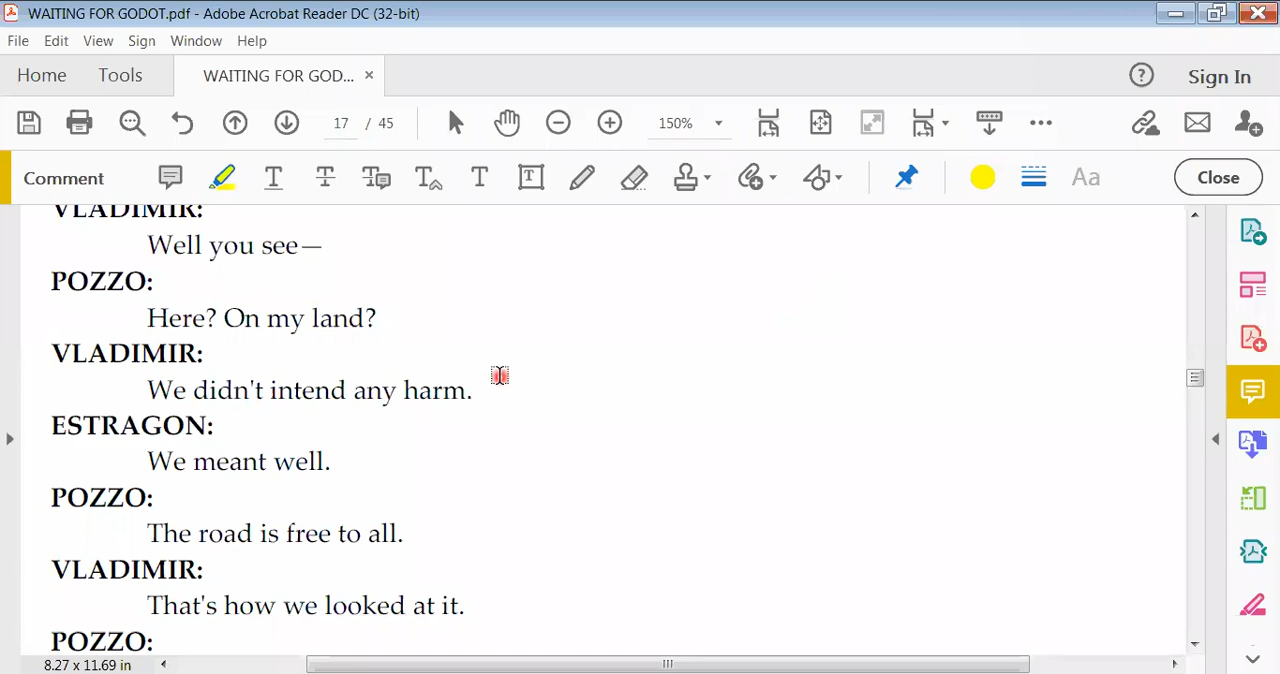 WAITING FOR GODOT.pdf - Adobe Acrobat Reader DC (32-bit)
File Edit View Sign Window Help
Home Tools WAITING FOR GOD... × ? Sign In
17 / 45 150%
Comment T T T T T Aa Close
VLADIMIR:
Well you see—
POZZO:
Here? On my land?
VLADIMIR:
We didn't intend any harm.
ESTRAGON:
We meant well.
POZZO:
The road is free to all.
VLADIMIR:
That's how we looked at it.
POZZO:
8.27 x 11.69 in